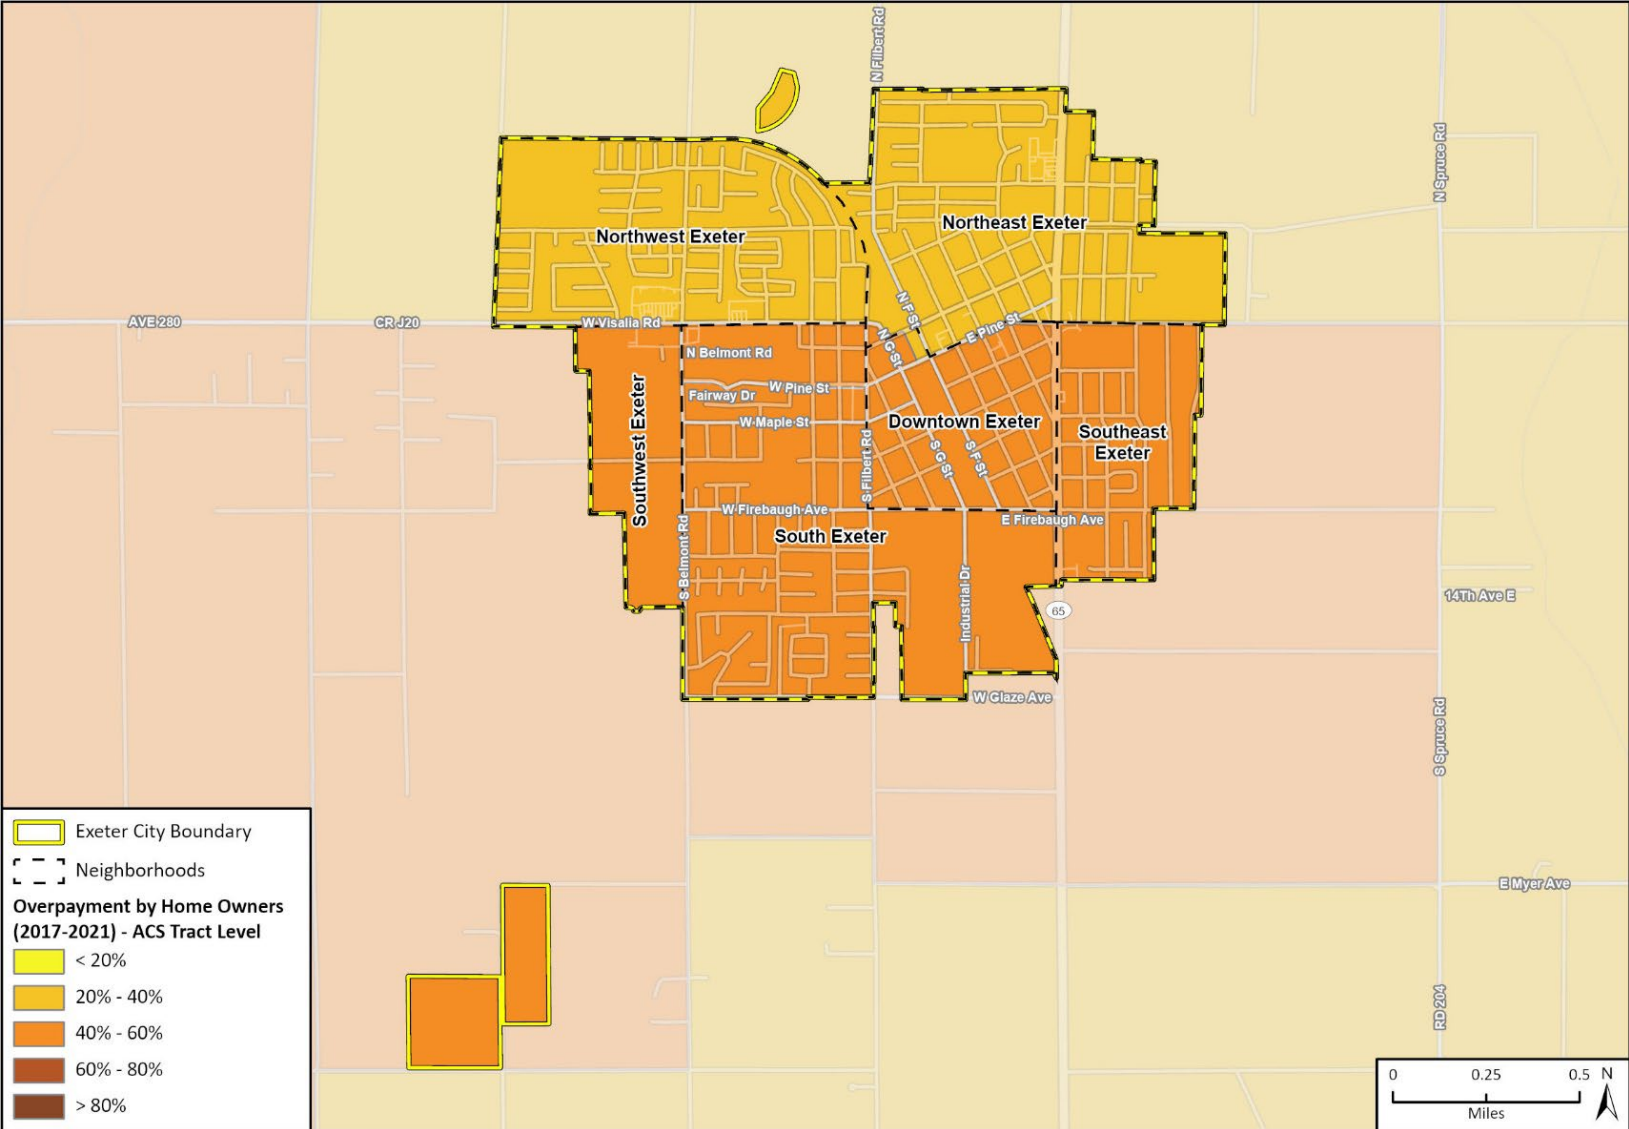 N Filbert Rd
N Spruce Rd
Northwest Exeter
Northeast Exeter
AVE 280
CR J20
W Visalia Rd
N F St
N G St
E Pine St
N Belmont Rd
W Pine St
Fairway Dr
W Maple St
Downtown Exeter
Southeast
Exeter
Southwest Exeter
S Filbert Rd
S G St
S F St
W Firebaugh Ave
E Firebaugh Ave
South Exeter
S Belmont Rd
Industrial Dr
65
14Th Ave E
W Glaze Ave
S Spruce Rd
E Myer Ave
RD 204
Exeter City Boundary
Neighborhoods
Overpayment by Home Owners
(2017-2021) - ACS Tract Level
< 20%
20% - 40%
40% - 60%
60% - 80%
> 80%
0 0.25 0.5 N
Miles